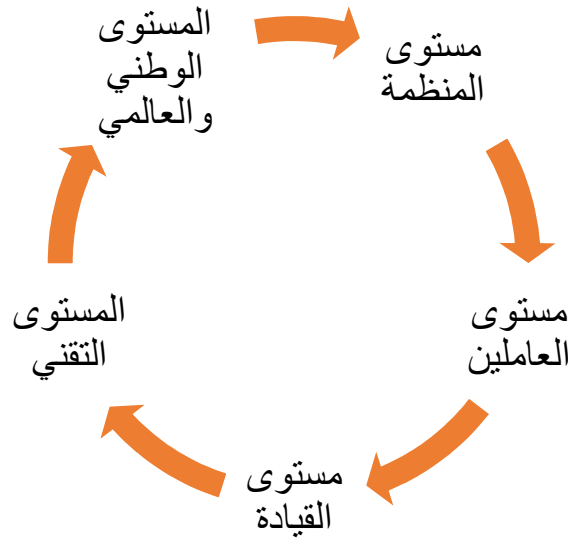 المستوى
الوطني
والعالمي
مستوى
المنظمة
مستوى
العاملين
مستوى
القيادة
المستوى
التقني